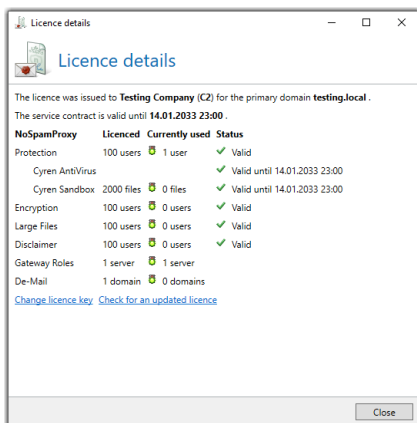 Licence details
Licence details
The licence was issued to Testing Company (C2) for the primary domain testing.local .
The service contract is valid until 14.01.2033 23:00 .
NoSpamProxy Licenced Currently used Status
Protection 100 users 1 user Valid
Cyren AntiVirus Valid until 14.01.2033 23:00
Cyren Sandbox 2000 files 0 files Valid until 14.01.2033 23:00
Encryption 100 users 0 users Valid
Large Files 100 users 0 users Valid
Disclaimer 100 users 0 users Valid
Gateway Roles 1 server 1 server
De-Mail 1 domain 0 domains
Change licence key Check for an updated licence
Close